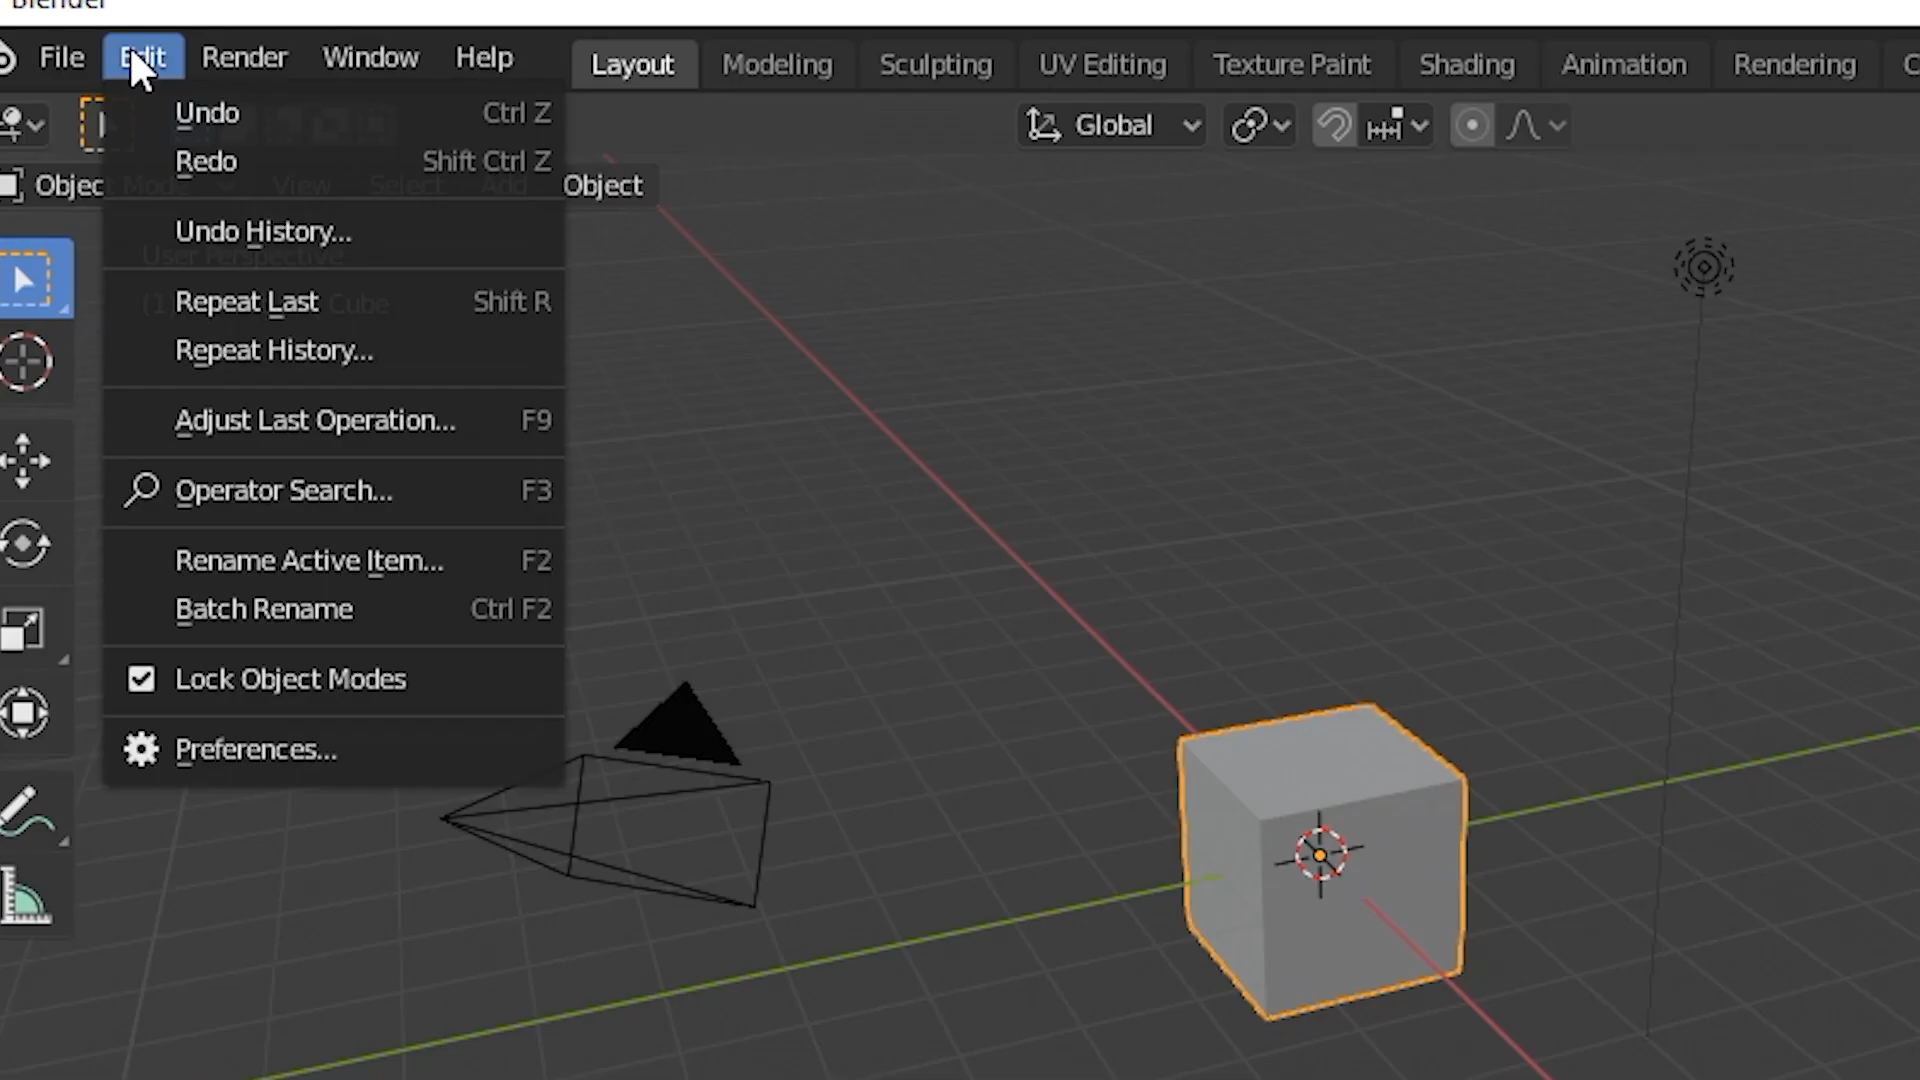 Blender
File Edit Render Window Help
Layout Modeling Sculpting UV Editing Texture Paint Shading Animation Rendering C
Global
Object Mode View Select Add Object
Undo Ctrl Z
Redo Shift Ctrl Z
Undo History...
User Perspective
Repeat Last Shift R
(1) Cube
Repeat History...
Adjust Last Operation... F9
Operator Search... F3
Rename Active Item... F2
Batch Rename Ctrl F2
Lock Object Modes
Preferences...